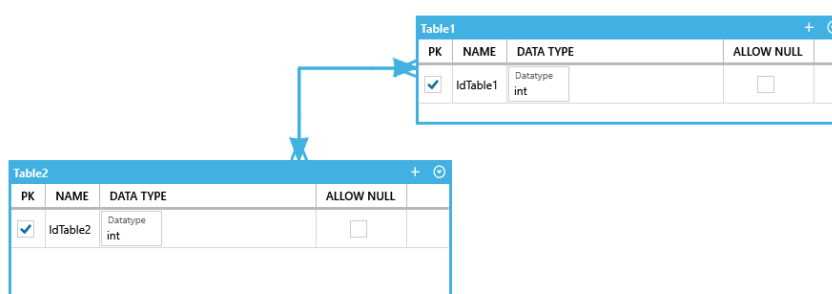 Table1
PK NAME DATA TYPE ALLOW NULL
Datatype
IdTable1 int
Table2
PK NAME DATA TYPE ALLOW NULL
Datatype
IdTable2 int